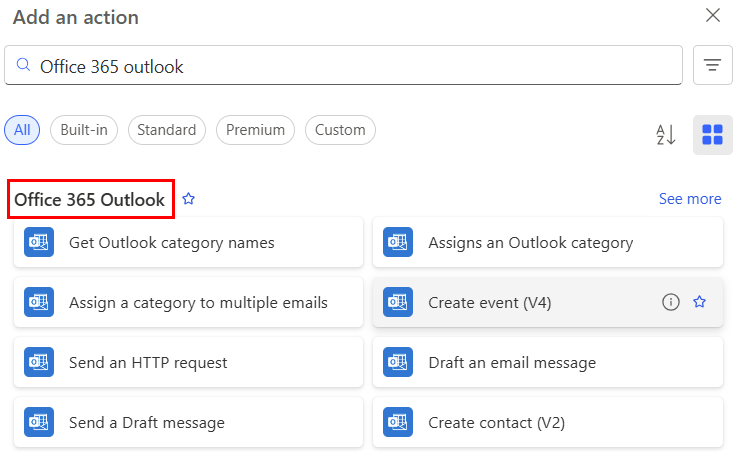 Add an action
Office 365 outlook
All Built-in Standard Premium Custom
Office 365 Outlook See more
Get Outlook category names Assigns an Outlook category
Assign a category to multiple emails Create event (V4)
Send an HTTP request Draft an email message
Send a Draft message Create contact (V2)